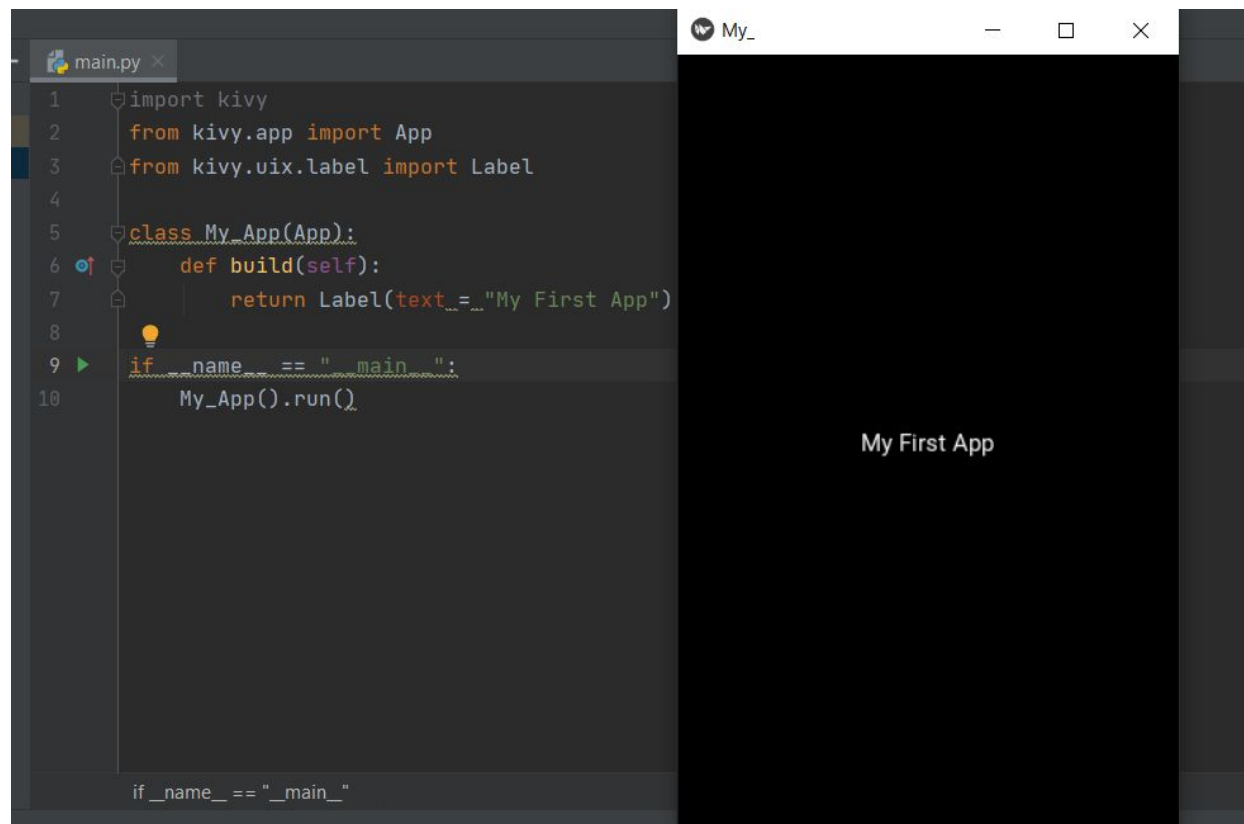 main.py
1 import kivy
2 from kivy.app import App
3 from kivy.uix.label import Label
4
5 class My_App(App):
6 def build(self):
7 return Label(text = "My First App")
8
9 if __name__ == "__main__":
10 My_App().run()
if __name__ == "__main__"
My_
My First App